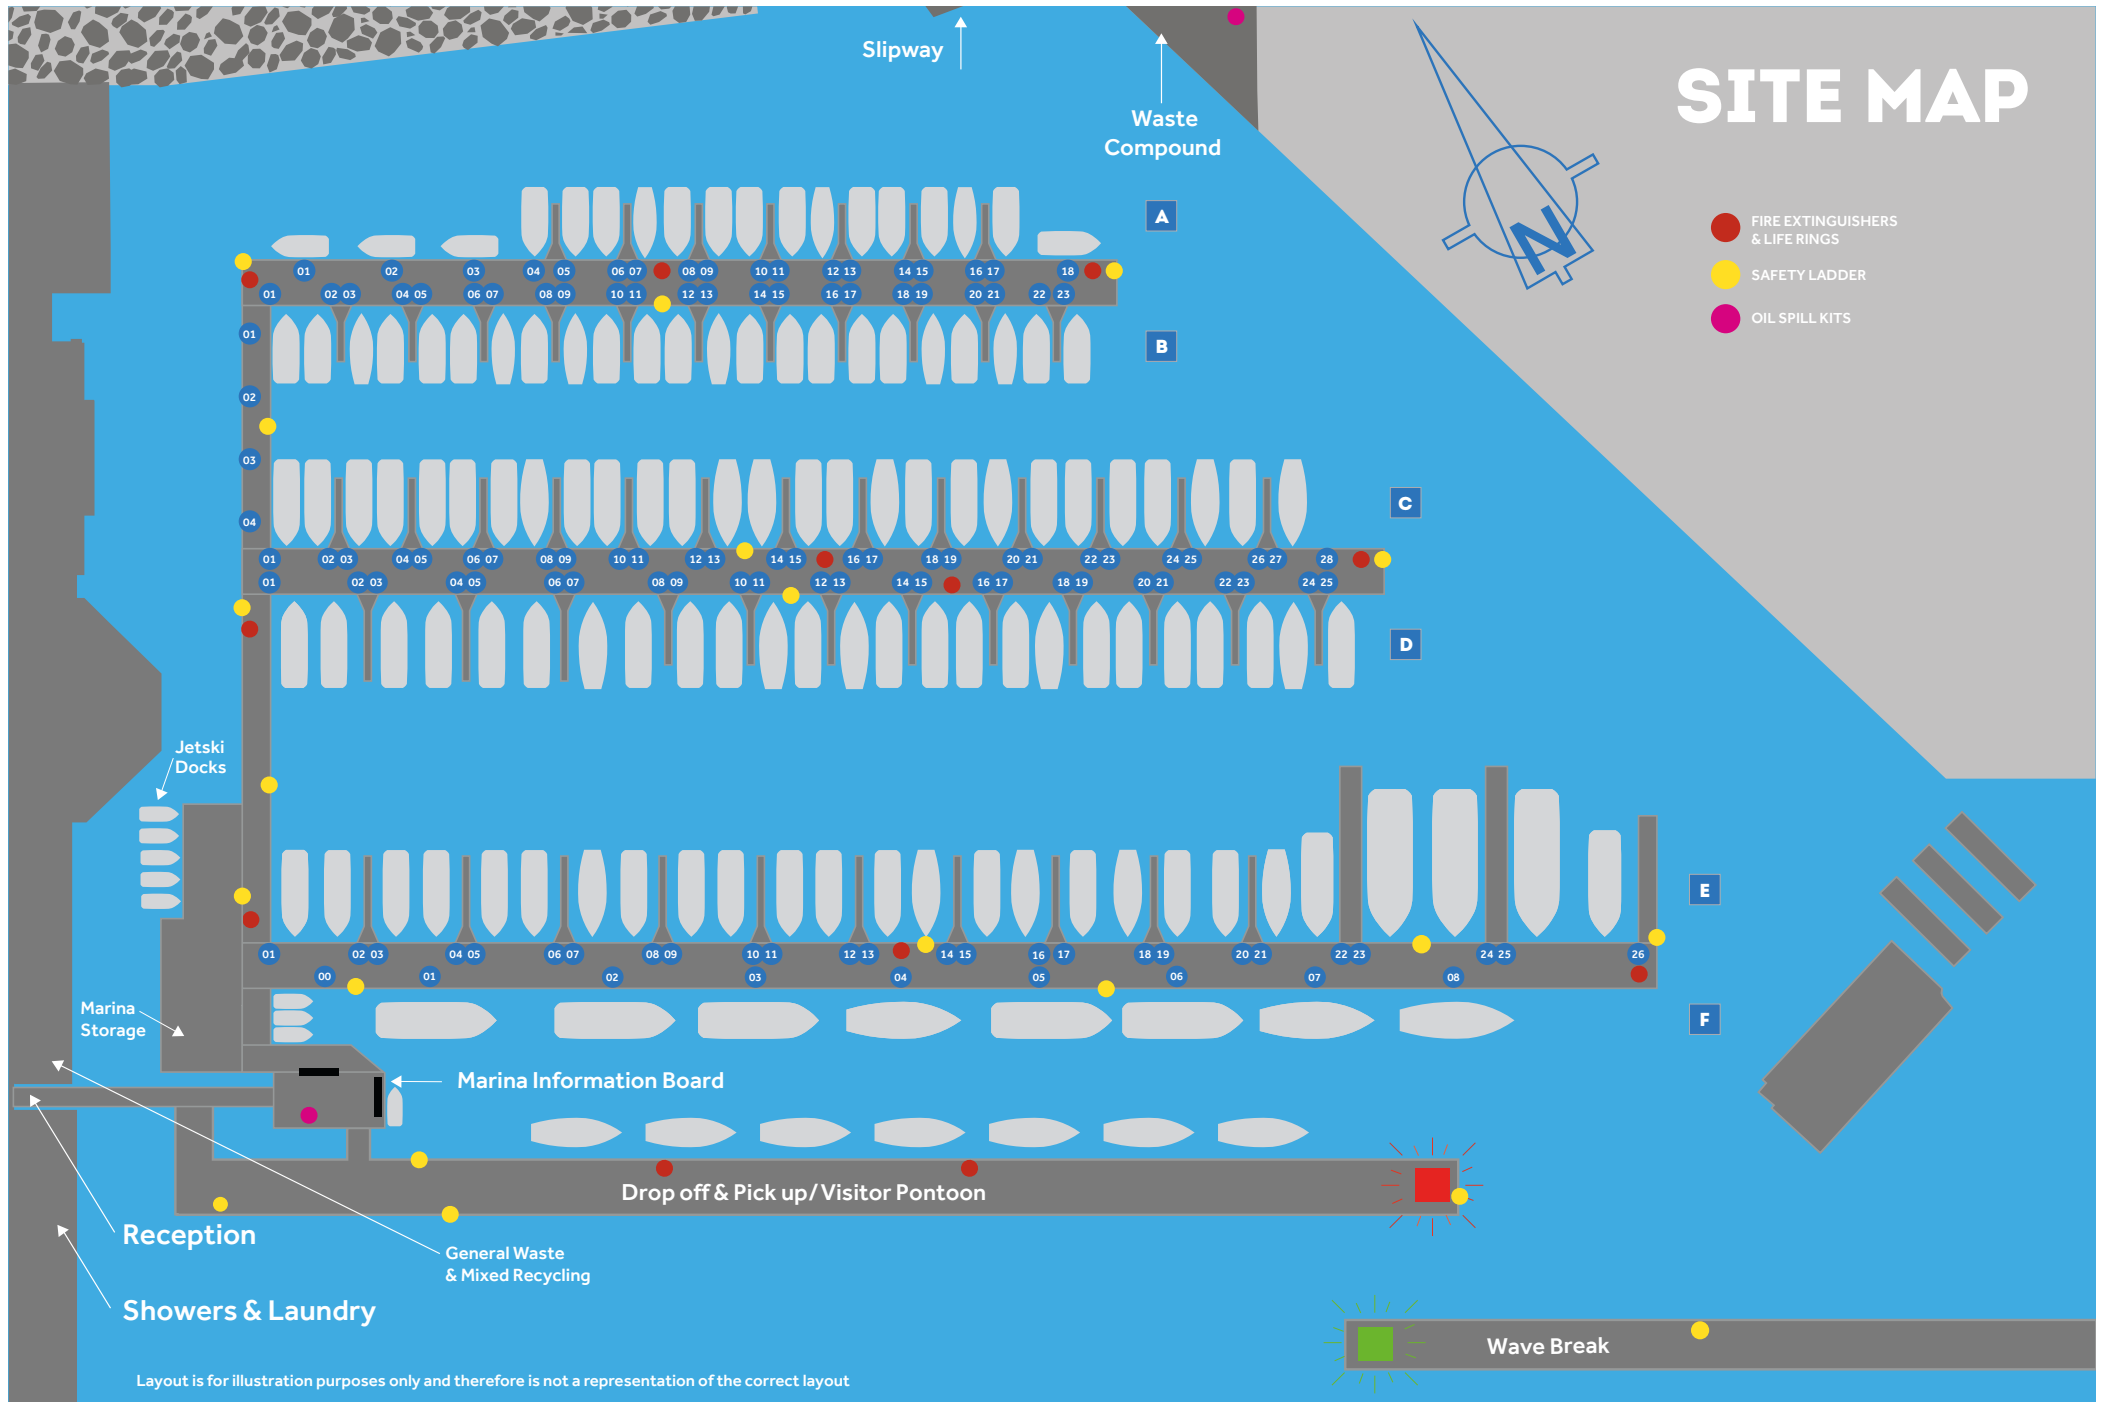 SITE MAP
Slipway
Waste
Compound
N
FIRE EXTINGUISHERS
& LIFE RINGS
SAFETY LADDER
OIL SPILL KITS
A
01 02 03 04 05 06 07 08 09 10 11 12 13 14 15 16 17 18
01 02 03 04 05 06 07 08 09 10 11 12 13 14 15 16 17 18 19 20 21 22 23
B
01
02
03
04
C
01 02 03 04 05 06 07 08 09 10 11 12 13 14 15 16 17 18 19 20 21 22 23 24 25 26 27 28
01 02 03 04 05 06 07 08 09 10 11 12 13 14 15 16 17 18 19 20 21 22 23 24 25
D
Jetski
Docks
E
01 02 03 04 05 06 07 08 09 10 11 12 13 14 15 16 17 18 19 20 21 22 23 24 25 26
00 01 02 03 04 05 06 07 08
F
Marina
Storage
Marina Information Board
Drop off & Pick up/Visitor Pontoon
Reception
General Waste
& Mixed Recycling
Showers & Laundry
Wave Break
Layout is for illustration purposes only and therefore is not a representation of the correct layout